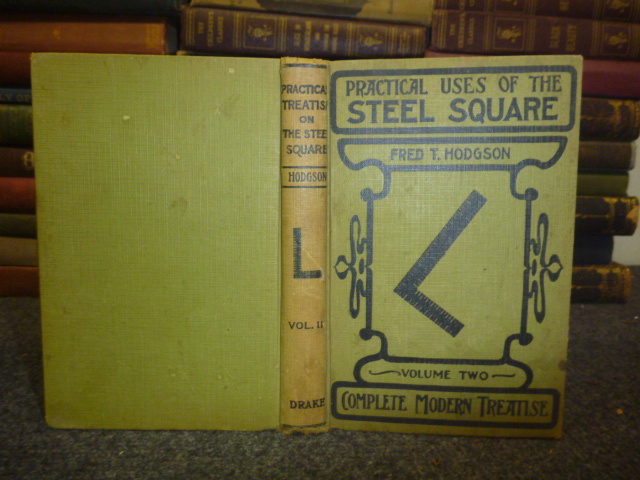 PRACTICAL
TREATISE
ON
THE STEEL
SQUARE
HODGSON
VOL. II
DRAKE
PRACTICAL USES OF THE
STEEL SQUARE
FRED T. HODGSON
VOLUME TWO
COMPLETE MODERN TREATISE